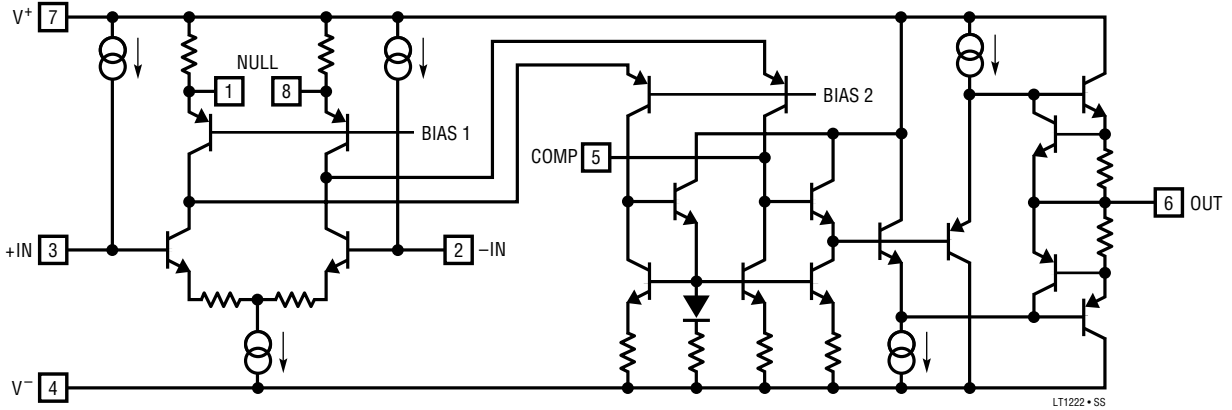 V+ 7
NULL
1
8
BIAS 1
BIAS 2
COMP 5
+IN 3
2 –IN
6 OUT
V– 4
LT1222 • SS